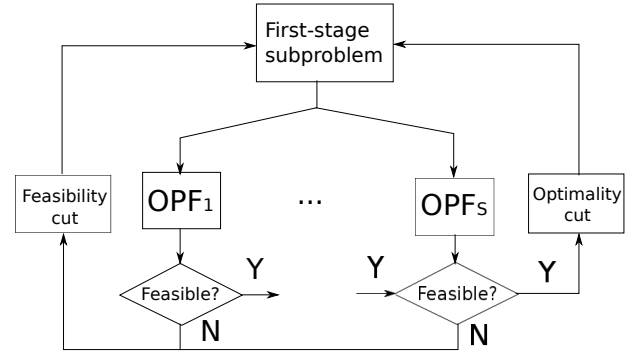 First-stage
subproblem
Feasibility
cut
OPF1
...
OPFS
Optimality
cut
Feasible?
Y
Y
Feasible?
Y
N
N